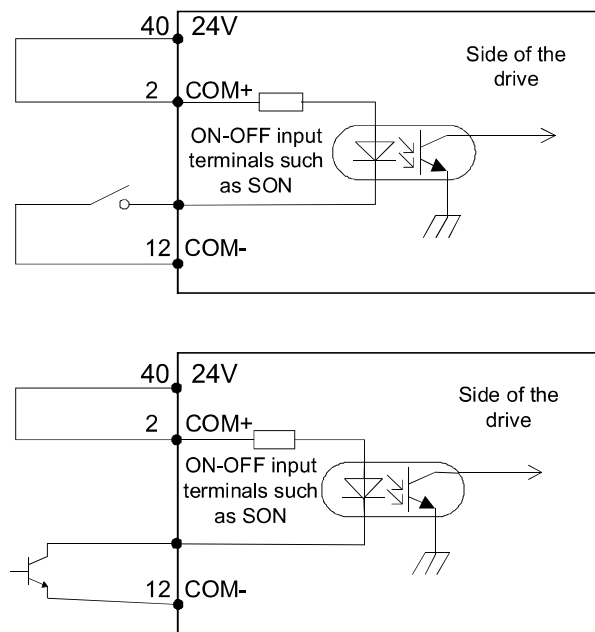 40 24V
Side of the
drive
2 COM+
ON-OFF input
terminals such
as SON
12 COM-
40 24V
Side of the
drive
2 COM+
ON-OFF input
terminals such
as SON
12 COM-